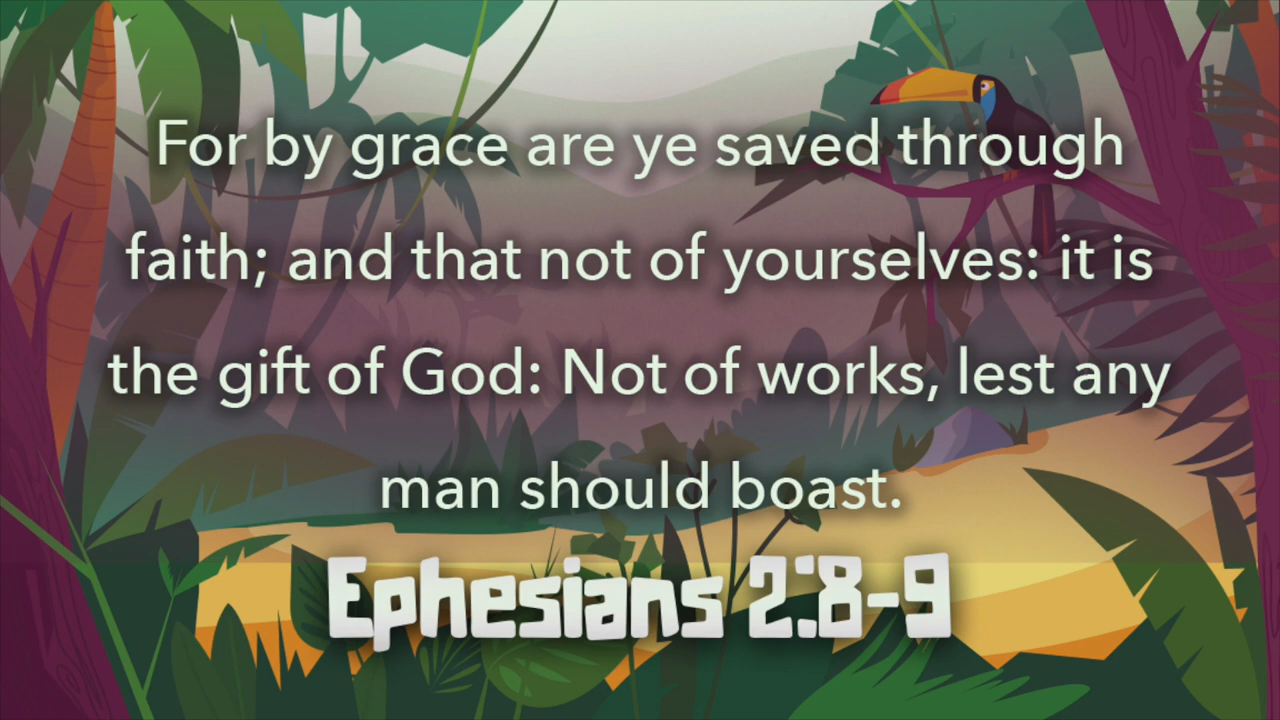 For by grace are ye saved through
faith; and that not of yourselves: it is
the gift of God: Not of works, lest any
man should boast.
Ephesians 2:8-9